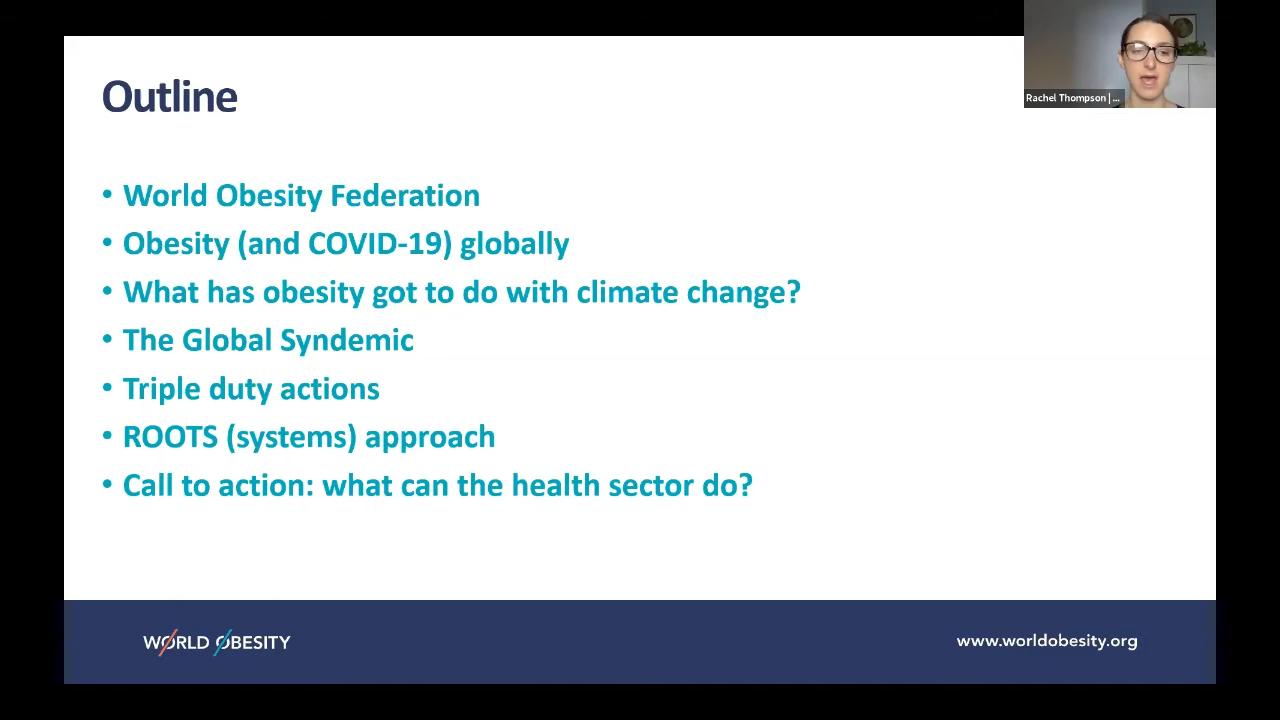 Outline
Rachel Thompson | ...
• World Obesity Federation
• Obesity (and COVID-19) globally
• What has obesity got to do with climate change?
• The Global Syndemic
• Triple duty actions
• ROOTS (systems) approach
• Call to action: what can the health sector do?
WORLD OBESITY
www.worldobesity.org